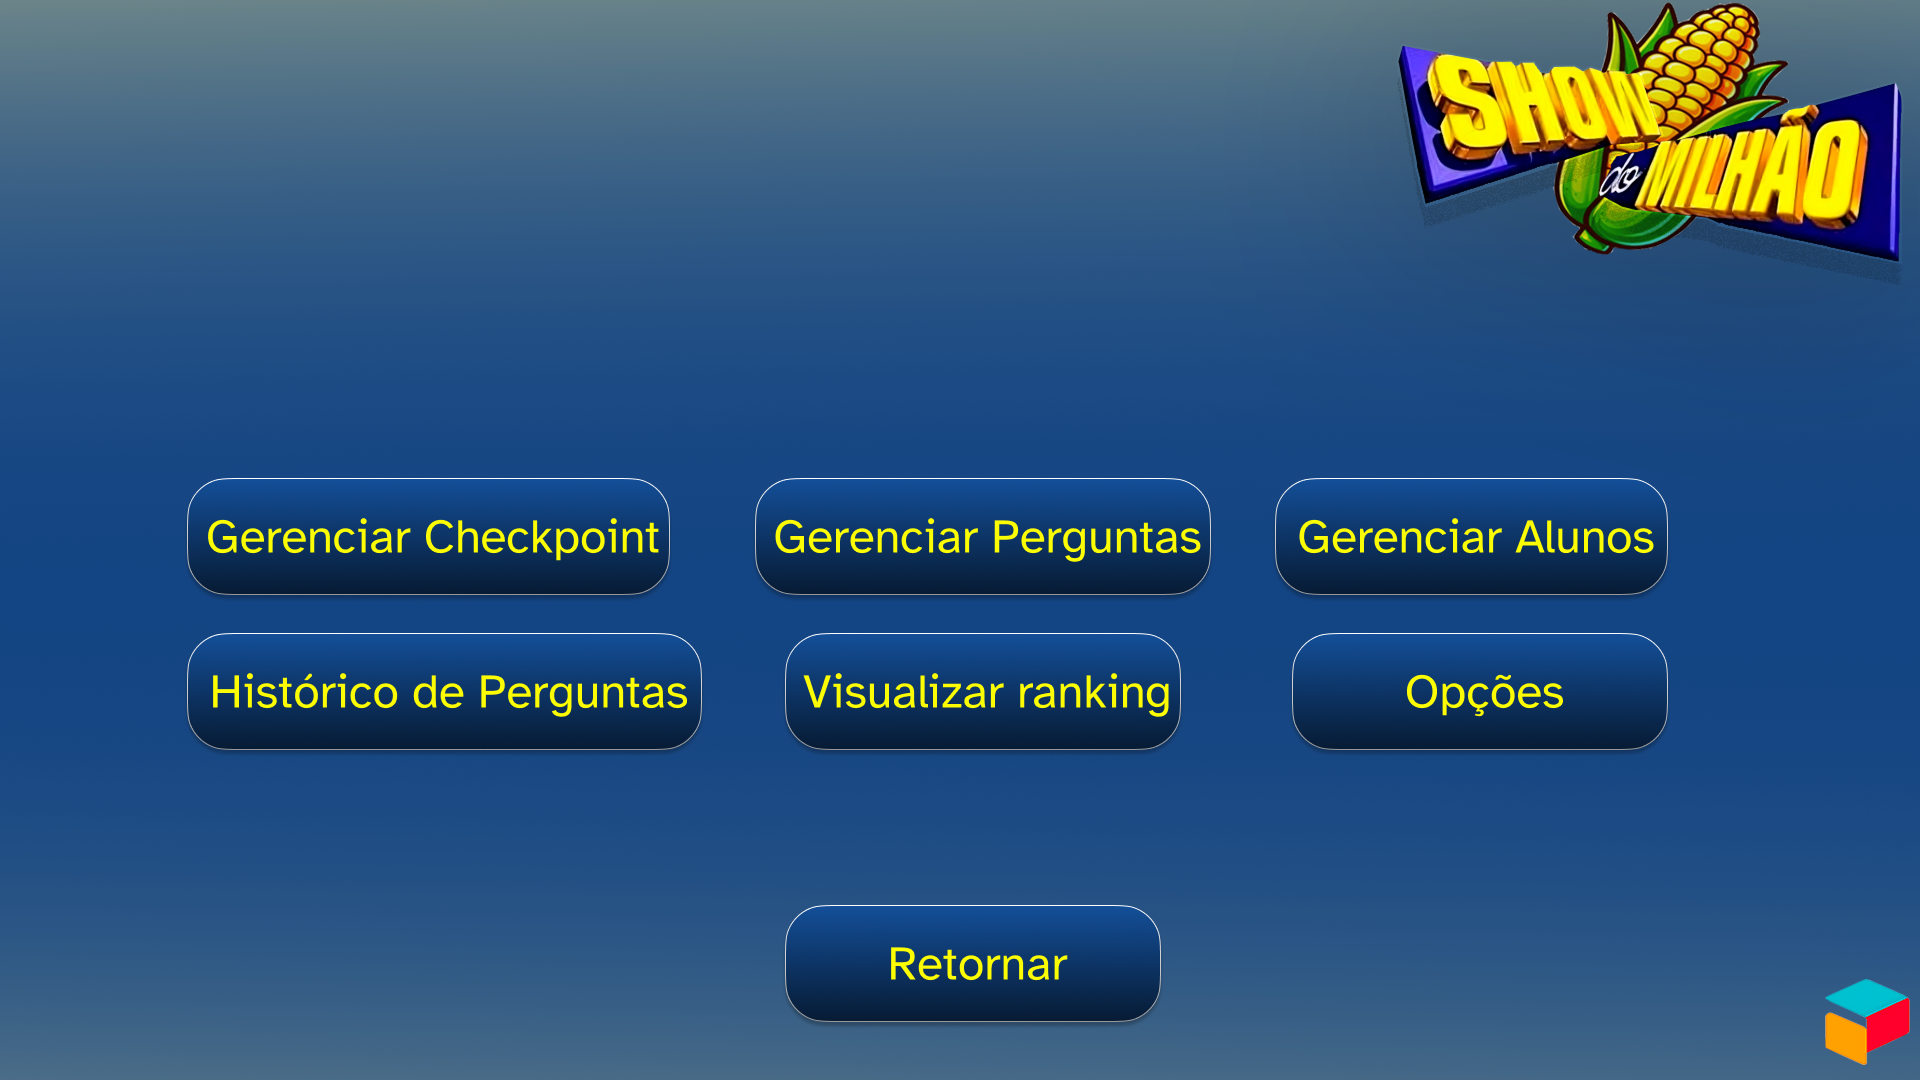 SHOW
do MILHÃO
Gerenciar Checkpoint
Gerenciar Perguntas
Gerenciar Alunos
Histórico de Perguntas
Visualizar ranking
Opções
Retornar